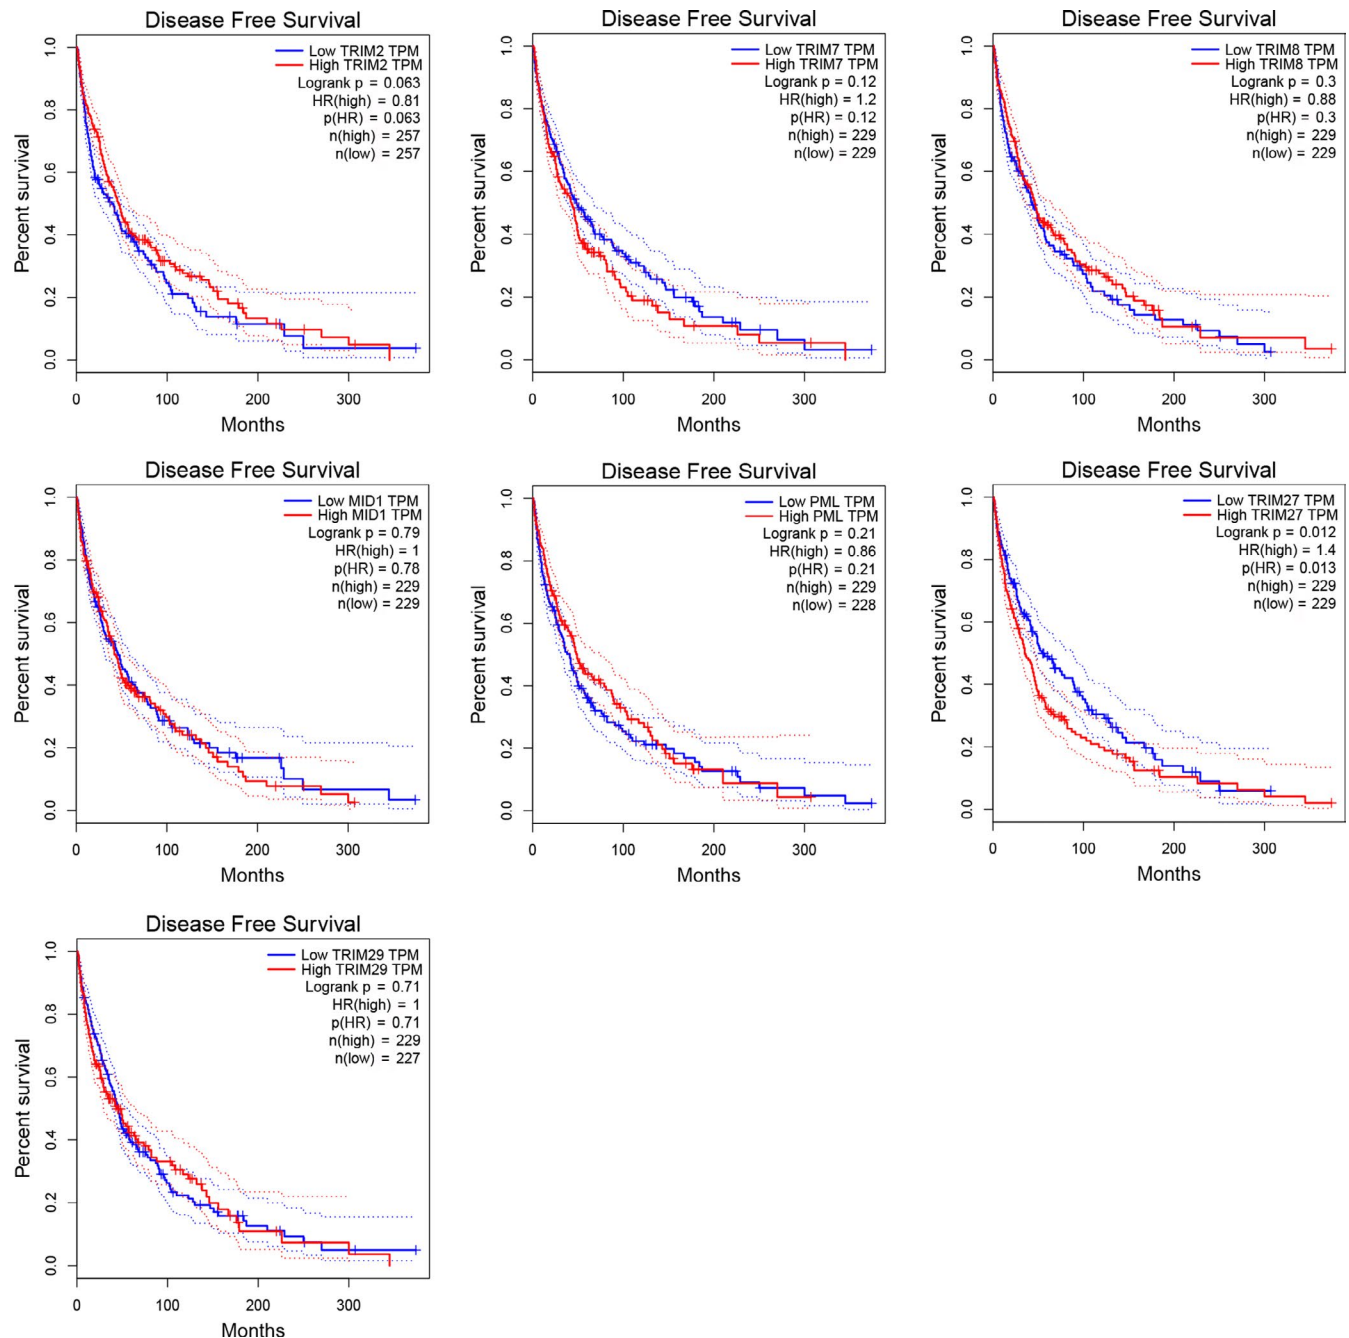 Disease Free Survival
Low TRIM2 TPM
High TRIM2 TPM
Logrank p = 0.063
HR(high) = 0.81
p(HR) = 0.063
n(high) = 257
n(low) = 257
Percent survival
1.0
0.8
0.6
0.4
0.2
0.0
0 100 200 300
Months
Disease Free Survival
Low TRIM7 TPM
High TRIM7 TPM
Logrank p = 0.12
HR(high) = 1.2
p(HR) = 0.12
n(high) = 229
n(low) = 229
Percent survival
1.0
0.8
0.6
0.4
0.2
0.0
0 100 200 300
Months
Disease Free Survival
Low TRIM8 TPM
High TRIM8 TPM
Logrank p = 0.3
HR(high) = 0.88
p(HR) = 0.3
n(high) = 229
n(low) = 229
Percent survival
1.0
0.8
0.6
0.4
0.2
0.0
0 100 200 300
Months
Disease Free Survival
Low MID1 TPM
High MID1 TPM
Logrank p = 0.79
HR(high) = 1
p(HR) = 0.78
n(high) = 229
n(low) = 229
Percent survival
1.0
0.8
0.6
0.4
0.2
0.0
0 100 200 300
Months
Disease Free Survival
Low PML TPM
High PML TPM
Logrank p = 0.21
HR(high) = 0.86
p(HR) = 0.21
n(high) = 229
n(low) = 228
Percent survival
1.0
0.8
0.6
0.4
0.2
0.0
0 100 200 300
Months
Disease Free Survival
Low TRIM27 TPM
High TRIM27 TPM
Logrank p = 0.012
HR(high) = 1.4
p(HR) = 0.013
n(high) = 229
n(low) = 229
Percent survival
1.0
0.8
0.6
0.4
0.2
0.0
0 100 200 300
Months
Disease Free Survival
Low TRIM29 TPM
High TRIM29 TPM
Logrank p = 0.71
HR(high) = 1
p(HR) = 0.71
n(high) = 229
n(low) = 227
Percent survival
1.0
0.8
0.6
0.4
0.2
0.0
0 100 200 300
Months